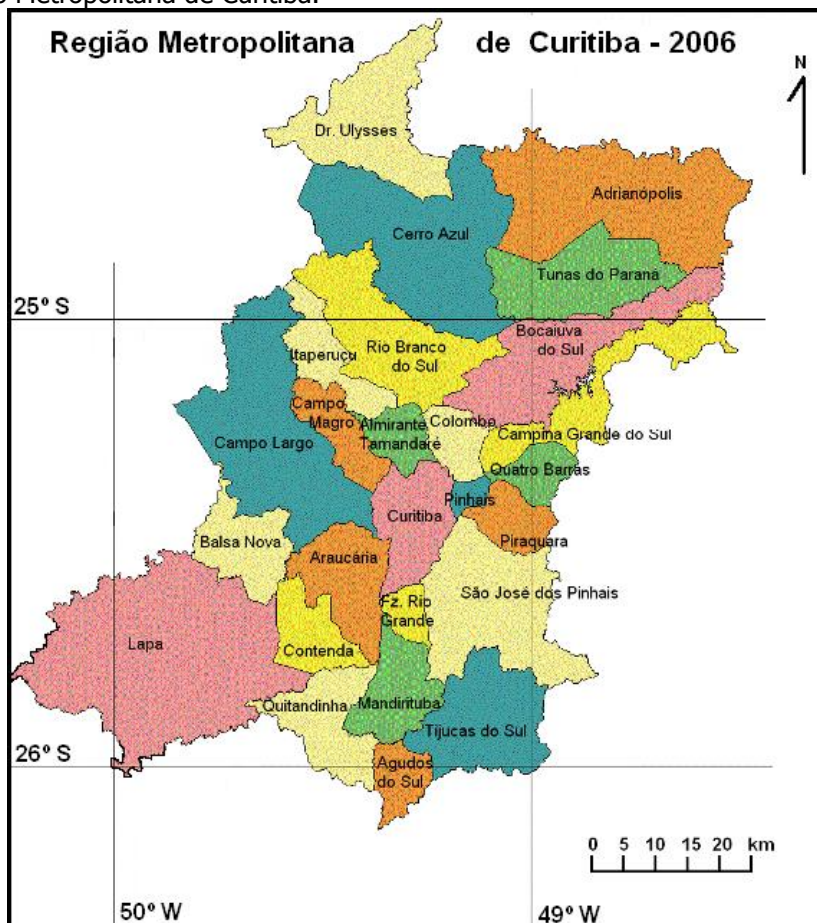 Metropolitana de Curitiba.
Região Metropolitana de Curitiba - 2006
N
Dr. Ulysses
Adrianópolis
Cerro Azul
Tunas do Paraná
25º S
Bocaiuva
do Sul
Rio Branco
do Sul
Itaperuçu
Campo
Magro
Almirante
Tamandaré
Colombo
Campina Grande do Sul
Campo Largo
Quatro Barras
Pinhais
Curitiba
Piraquara
Balsa Nova
Araucária
São José dos Pinhais
Fz. Rio
Grande
Lapa
Contenda
Quitandinha
Mandirituba
Tijucas do Sul
26º S
Agudos
do Sul
0 5 10 15 20 km
50º W
49º W